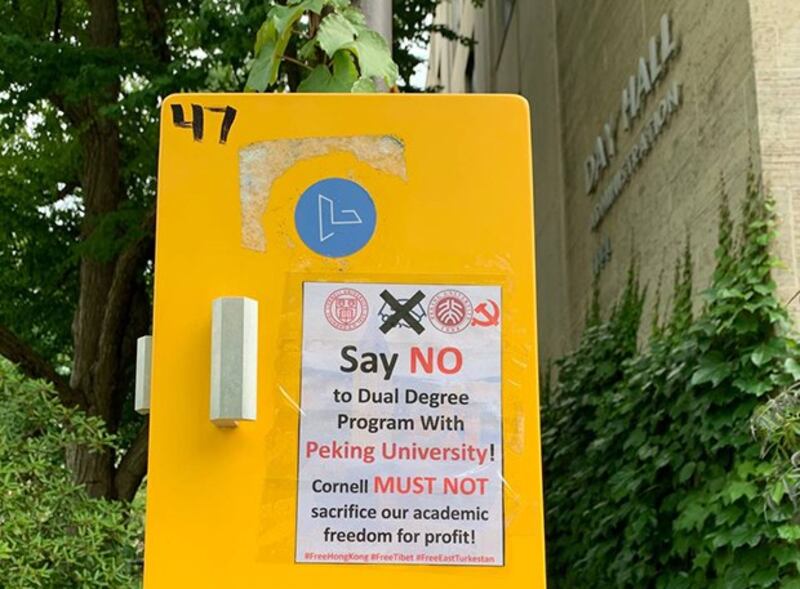 47
DAY HALL
ADMINISTRATION
Say NO
to Dual Degree
Program With
Peking University!
Cornell MUST NOT
sacrifice our academic
freedom for profit!
#FreeHongKong #FreeTibet #FreeEastTurkestan